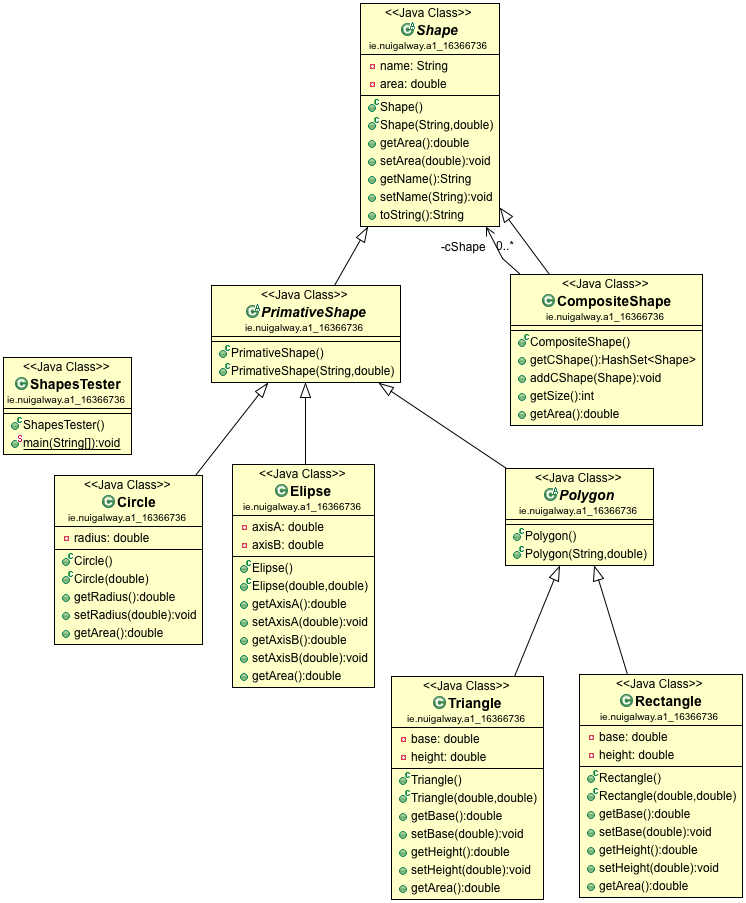 <<Java Class>>
Shape
ie.nuigalway.a1_16366736
name: String
area: double
Shape()
Shape(String,double)
getArea():double
setArea(double):void
getName():String
setName(String):void
toString():String
-cShape 0..*
<<Java Class>>
CompositeShape
ie.nuigalway.a1_16366736
CompositeShape()
getCShape():HashSet<Shape>
addCShape(Shape):void
getSize():int
getArea():double
<<Java Class>>
PrimativeShape
ie.nuigalway.a1_16366736
PrimativeShape()
PrimativeShape(String,double)
<<Java Class>>
ShapesTester
ie.nuigalway.a1_16366736
ShapesTester()
main(String[]):void
<<Java Class>>
Circle
ie.nuigalway.a1_16366736
radius: double
Circle()
Circle(double)
getRadius():double
setRadius(double):void
getArea():double
<<Java Class>>
Elipse
ie.nuigalway.a1_16366736
axisA: double
axisB: double
Elipse()
Elipse(double,double)
getAxisA():double
setAxisA(double):void
getAxisB():double
setAxisB(double):void
getArea():double
<<Java Class>>
Polygon
ie.nuigalway.a1_16366736
Polygon()
Polygon(String,double)
<<Java Class>>
Triangle
ie.nuigalway.a1_16366736
base: double
height: double
Triangle()
Triangle(double,double)
getBase():double
setBase(double):void
getHeight():double
setHeight(double):void
getArea():double
<<Java Class>>
Rectangle
ie.nuigalway.a1_16366736
base: double
height: double
Rectangle()
Rectangle(double,double)
getBase():double
setBase(double):void
getHeight():double
setHeight(double):void
getArea():double